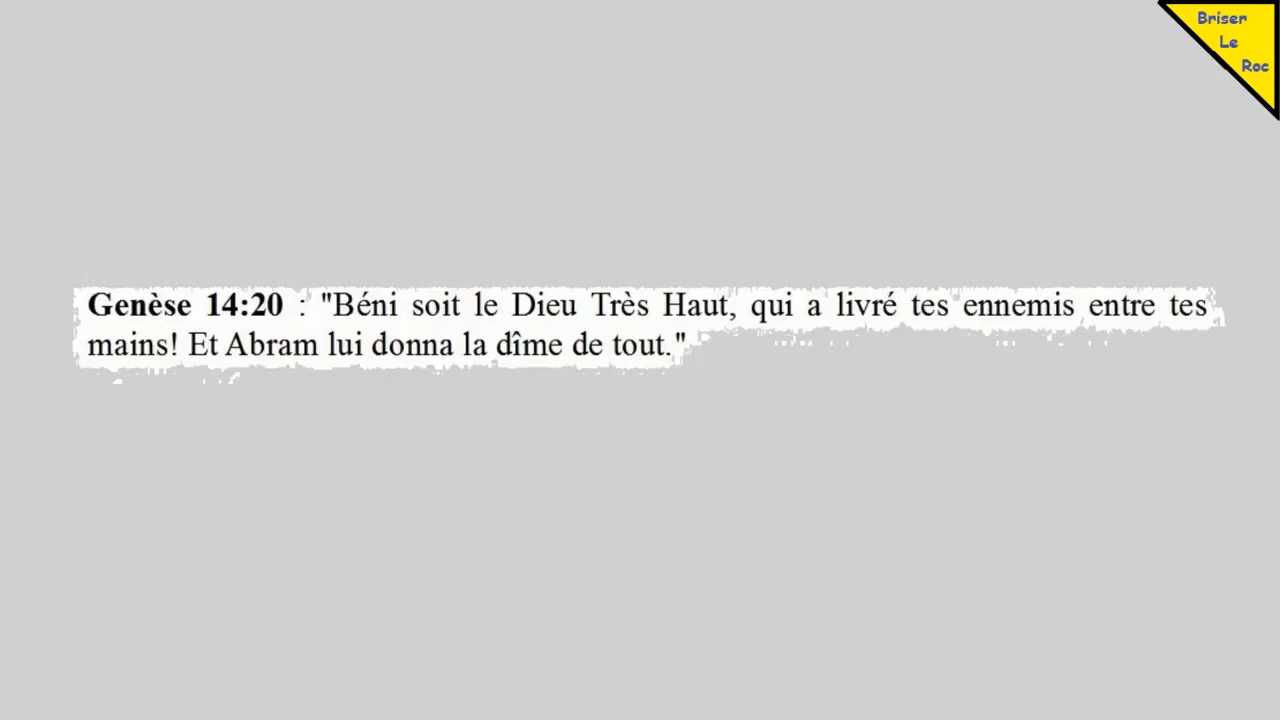 Briser
Le
Roc
Genèse 14:20 : "Béni soit le Dieu Très Haut, qui a livré tes ennemis entre tes
mains! Et Abram lui donna la dîme de tout."